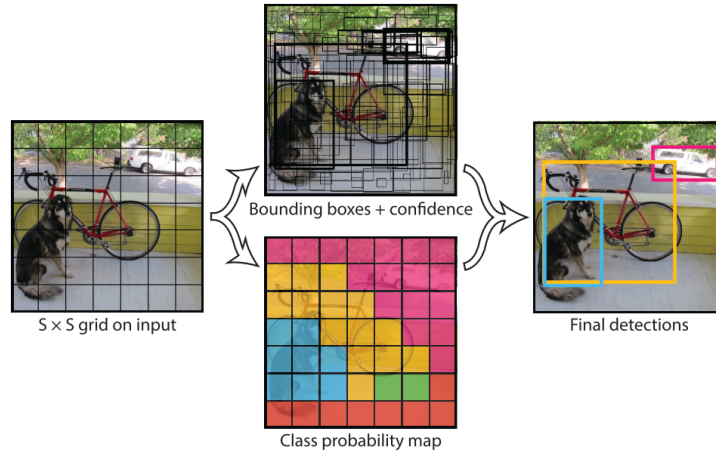 Bounding boxes + confidence
S × S grid on input
Final detections
Class probability map